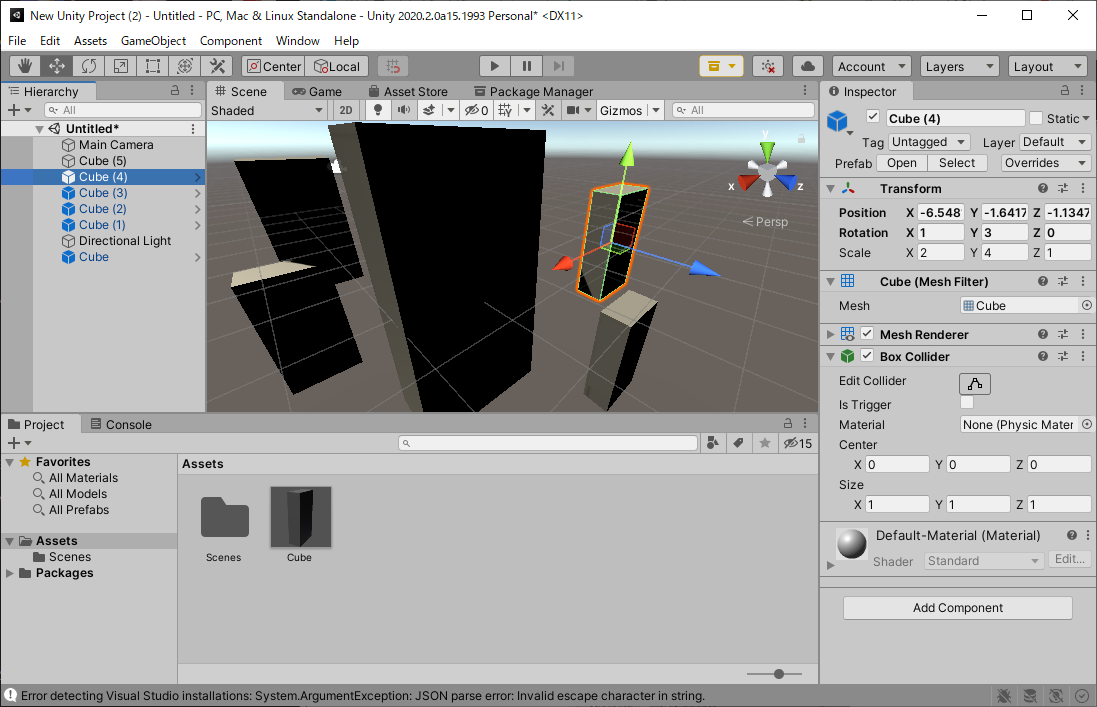 New Unity Project (2) - Untitled - PC, Mac & Linux Standalone - Unity 2020.2.0a15.1993 Personal* <DX11>
File Edit Assets GameObject Component Window Help
Center Local Account Layers Layout
Hierarchy
All
Untitled*
Main Camera
Cube (5)
Cube (4)
Cube (3)
Cube (2)
Cube (1)
Directional Light
Cube
Scene Game Asset Store Package Manager
Shaded 2D 0 Gizmos All
y
x z
Persp
Inspector
Cube (4) Static
Tag Untagged Layer Default
Prefab Open Select Overrides
Transform
Position X -6.548 Y -1.6417 Z -1.1347
Rotation X 1 Y 3 Z 0
Scale X 2 Y 4 Z 1
Cube (Mesh Filter)
Mesh Cube
Mesh Renderer
Box Collider
Edit Collider
Is Trigger
Material None (Physic Mater
Center
X 0 Y 0 Z 0
Size
X 1 Y 1 Z 1
Default-Material (Material)
Shader Standard Edit...
Add Component
Project Console
15
Favorites
All Materials
All Models
All Prefabs
Assets
Scenes
Packages
Assets
Scenes Cube
Error detecting Visual Studio installations: System.ArgumentException: JSON parse error: Invalid escape character in string.